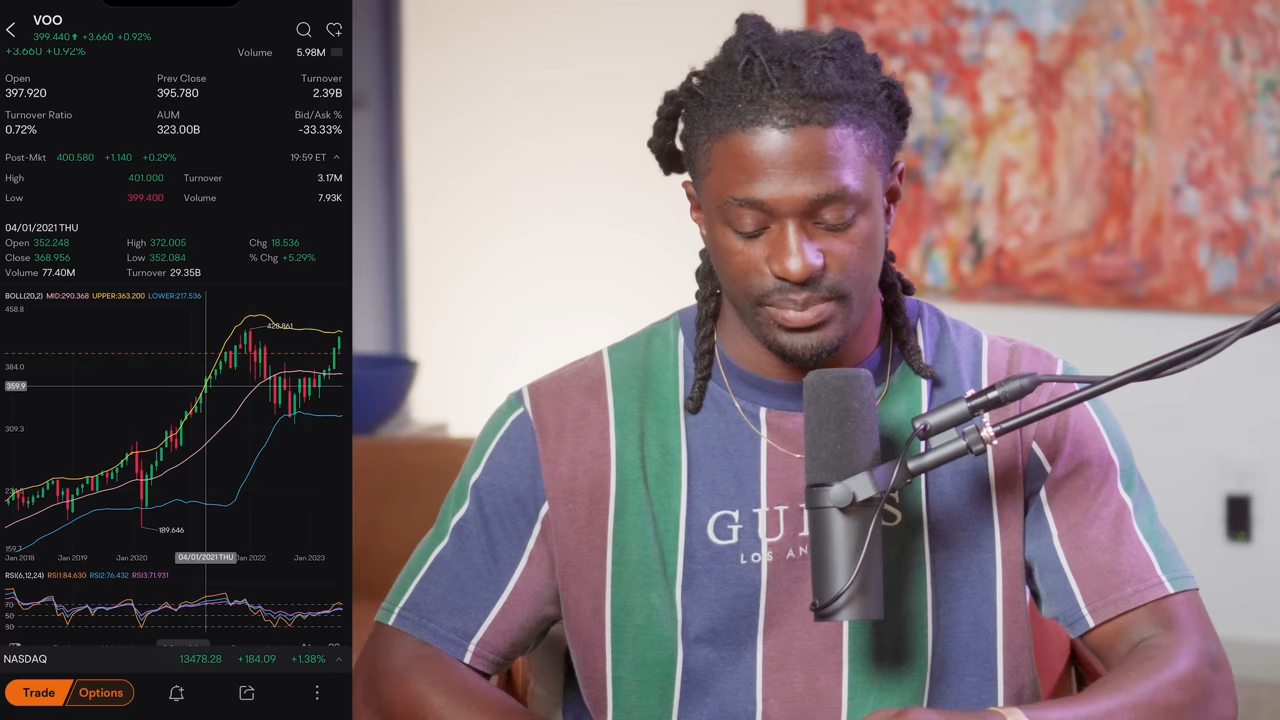 VOO
399.440 +3.660 +0.92%
+3.660 +0.92%
Volume 5.98M
Open Prev Close Turnover
397.920 395.780 2.39B
Turnover Ratio AUM Bid/Ask %
0.72% 323.00B -33.33%
Post-Mkt 400.580 +1.140 +0.29% 19:59 ET
High 401.000 Turnover 3.17M
Low 399.400 Volume 7.93K
04/01/2021 THU
Open 352.248 High 372.005 Chg 18.536
Close 368.956 Low 352.084 % Chg +5.29%
Volume 77.40M Turnover 29.35B
BOLL(20,2) MID:290.368 UPPER:363.200 LOWER:217.536
458.8
428.861
384.0
359.9
309.3
189.646
159.7
Jan 2018 Jan 2019 Jan 2020 04/01/2021 THU Jan 2022 Jan 2023
RSI(6,12,24) RSI1:84.630 RSI2:76.432 RSI3:71.931
70
50
30
NASDAQ 13478.28 +184.09 +1.38%
Trade Options
GU S
LOS AN